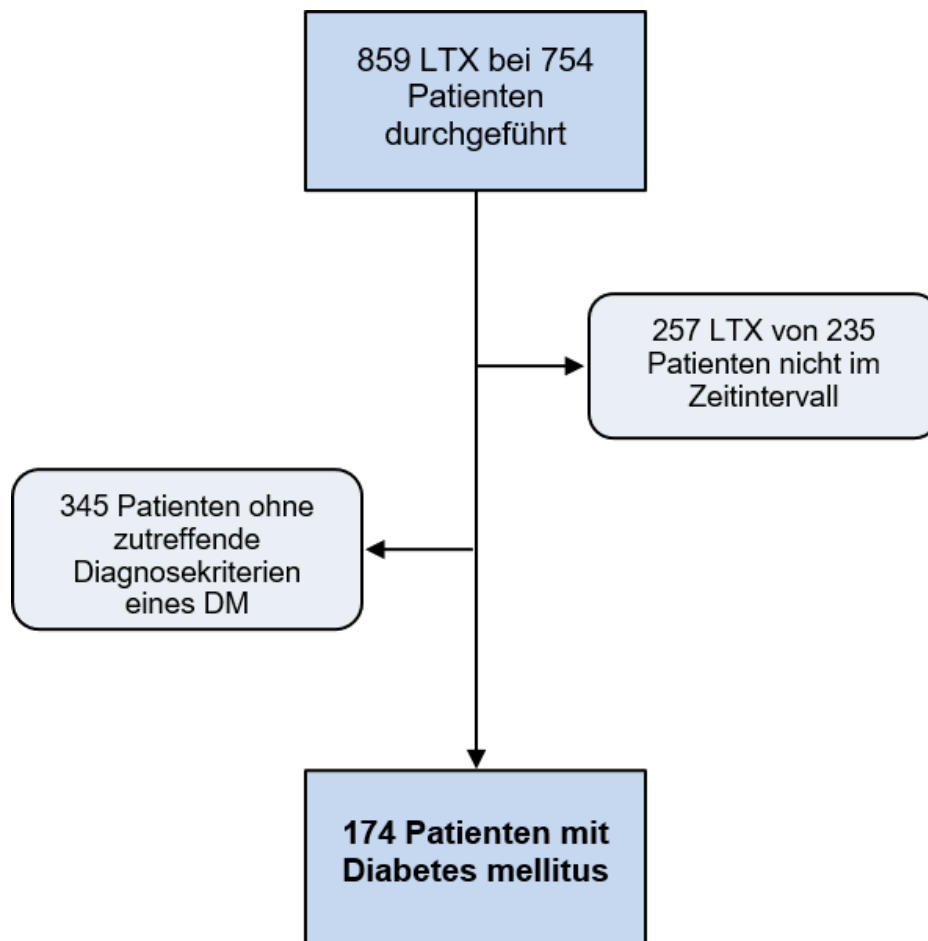 859 LTX bei 754
Patienten
durchgeführt
257 LTX von 235
Patienten nicht im
Zeitintervall
345 Patienten ohne
zutreffende
Diagnosekriterien
eines DM
174 Patienten mit
Diabetes mellitus